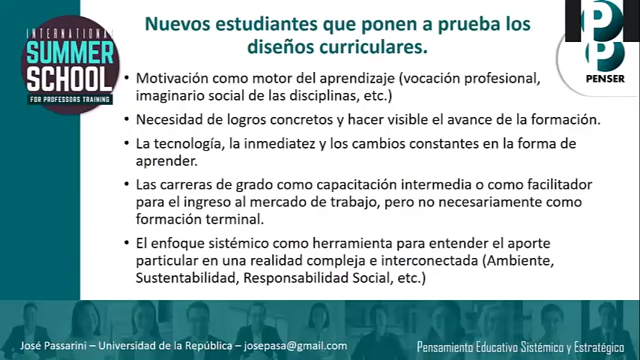 INTERNATIONAL
SUMMER
SCHOOL
FOR PROFESSORS TRAINING
Nuevos estudiantes que ponen a prueba los
diseños curriculares.
PENSER
• Motivación como motor del aprendizaje (vocación profesional,
imaginario social de las disciplinas, etc.)
• Necesidad de logros concretos y hacer visible el avance de la formación.
• La tecnología, la inmediatez y los cambios constantes en la forma de
aprender.
• Las carreras de grado como capacitación intermedia o como facilitador
para el ingreso al mercado de trabajo, pero no necesariamente como
formación terminal.
• El enfoque sistémico como herramienta para entender el aporte
particular en una realidad compleja e interconectada (Ambiente,
Sustentabilidad, Responsabilidad Social, etc.)
José Passarini – Universidad de la República – josepasa@gmail.com
Pensamiento Educativo Sistémico y Estratégico